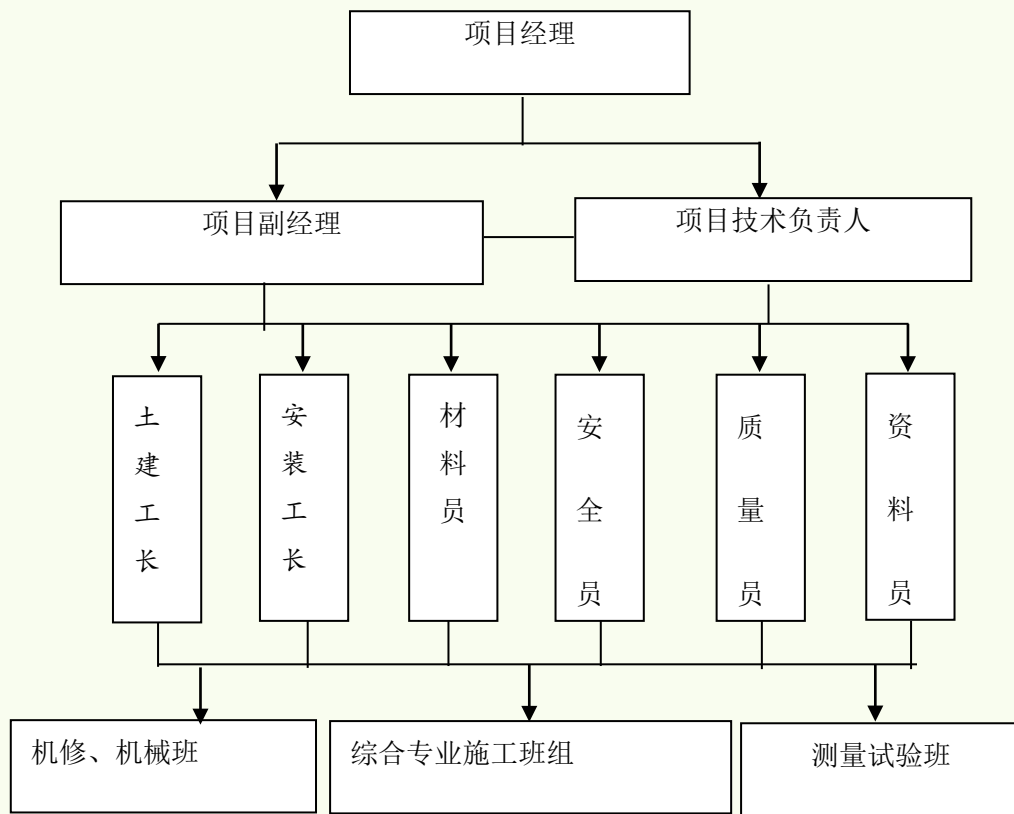 项目经理
项目副经理
项目技术负责人
土建工长
安装工长
材料员
安全员
质量员
资料员
机修、机械班
综合专业施工班组
测量试验班